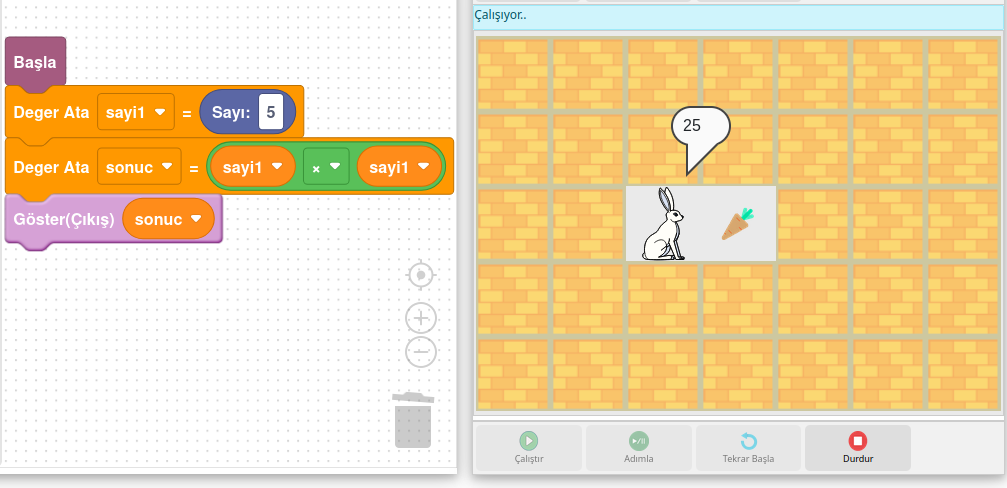 Başla
Deger Ata sayi1 = Sayı: 5
Deger Ata sonuc = sayi1 × sayi1
Göster(Çıkış) sonuc
Çalışıyor..
25
Çalıştır Adımla Tekrar Başla Durdur